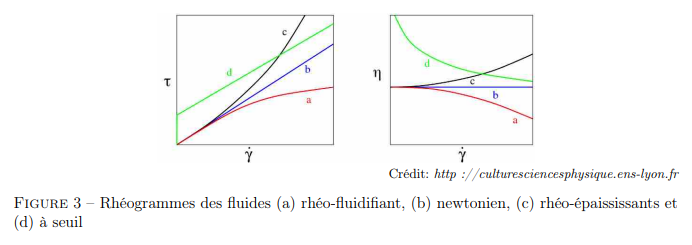 τ
c
d
b
a
γ̇
η
d
c
b
a
γ̇
Crédit: http ://culturesciencesphysique.ens-lyon.fr
FIGURE 3 – Rhéogrammes des fluides (a) rhéo-fluidifiant, (b) newtonien, (c) rhéo-épaississants et
(d) à seuil